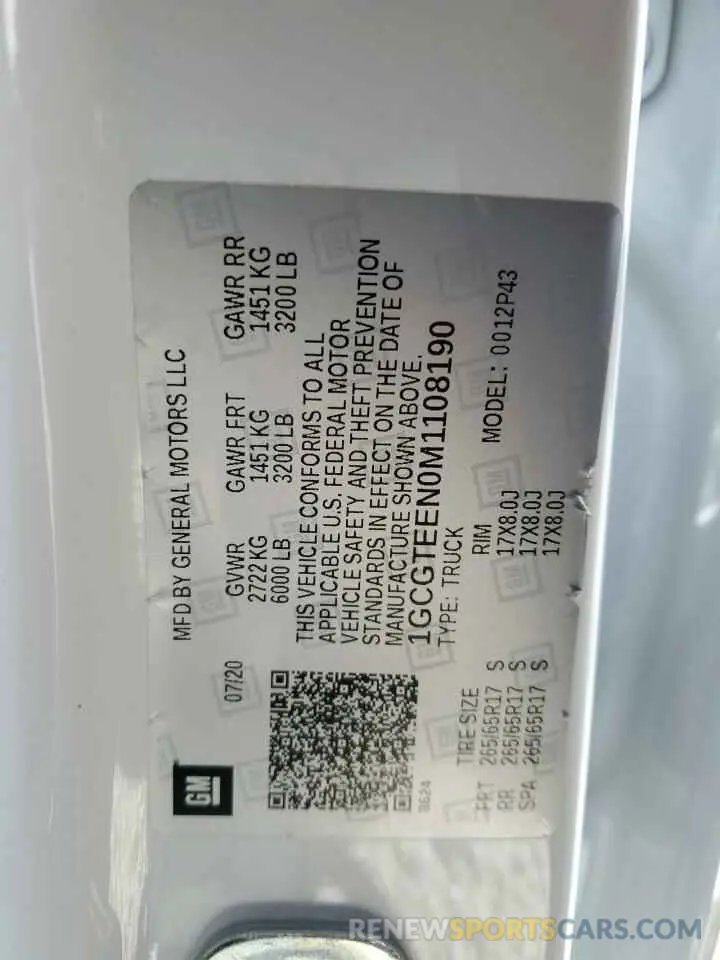 MFD BY GENERAL MOTORS LLC
07/20
GVWR GAWR FRT GAWR RR
2722 KG 1451 KG 1451 KG
6000 LB 3200 LB 3200 LB
THIS VEHICLE CONFORMS TO ALL
APPLICABLE U.S. FEDERAL MOTOR
VEHICLE SAFETY AND THEFT PREVENTION
STANDARDS IN EFFECT ON THE DATE OF
MANUFACTURE SHOWN ABOVE.
1GCGTEEN0M1108190
TYPE: TRUCK MODEL: 0012P43
TIRE SIZE RIM
FRT 265/65R17 S 17X8.0J
RR 265/65R17 S 17X8.0J
SPA 265/65R17 S 17X8.0J
GM
RENEWSPORTSCARS.COM